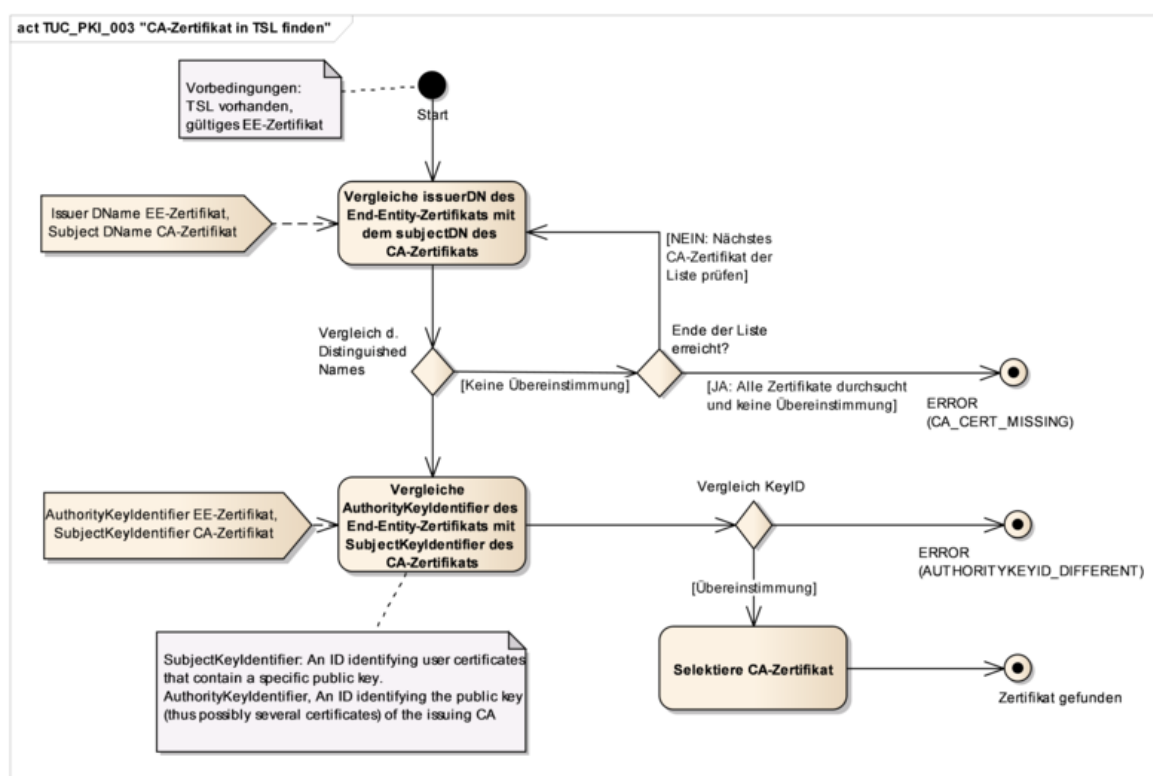 act TUC_PKI_003 "CA-Zertifikat in TSL finden"
Vorbedingungen:
TSL vorhanden,
gültiges EE-Zertifikat
Start
Issuer DName EE-Zertifikat,
Subject DName CA-Zertifikat
Vergleiche issuerDN des
End-Entity-Zertifikats mit
dem subjectDN des
CA-Zertifikats
[NEIN: Nächstes
CA-Zertifikat der
Liste prüfen]
Vergleich d.
Distinguished
Names
[Keine Übereinstimmung]
Ende der Liste
erreicht?
[JA: Alle Zertifikate durchsucht
und keine Übereinstimmung]
ERROR
(CA_CERT_MISSING)
AuthorityKeyIdentifier EE-Zertifikat,
SubjectKeyIdentifier CA-Zertifikat
Vergleiche
AuthorityKeyIdentifier des
End-Entity-Zertifikats mit
SubjectKeyIdentifier des
CA-Zertifikats
Vergleich KeyID
ERROR
(AUTHORITYKEYID_DIFFERENT)
[Übereinstimmung]
SubjectKeyIdentifier: An ID identifying user certificates
that contain a specific public key.
AuthorityKeyIdentifier, An ID identifying the public key
(thus possibly several certificates) of the issuing CA
Selektiere CA-Zertifikat
Zertifikat gefunden